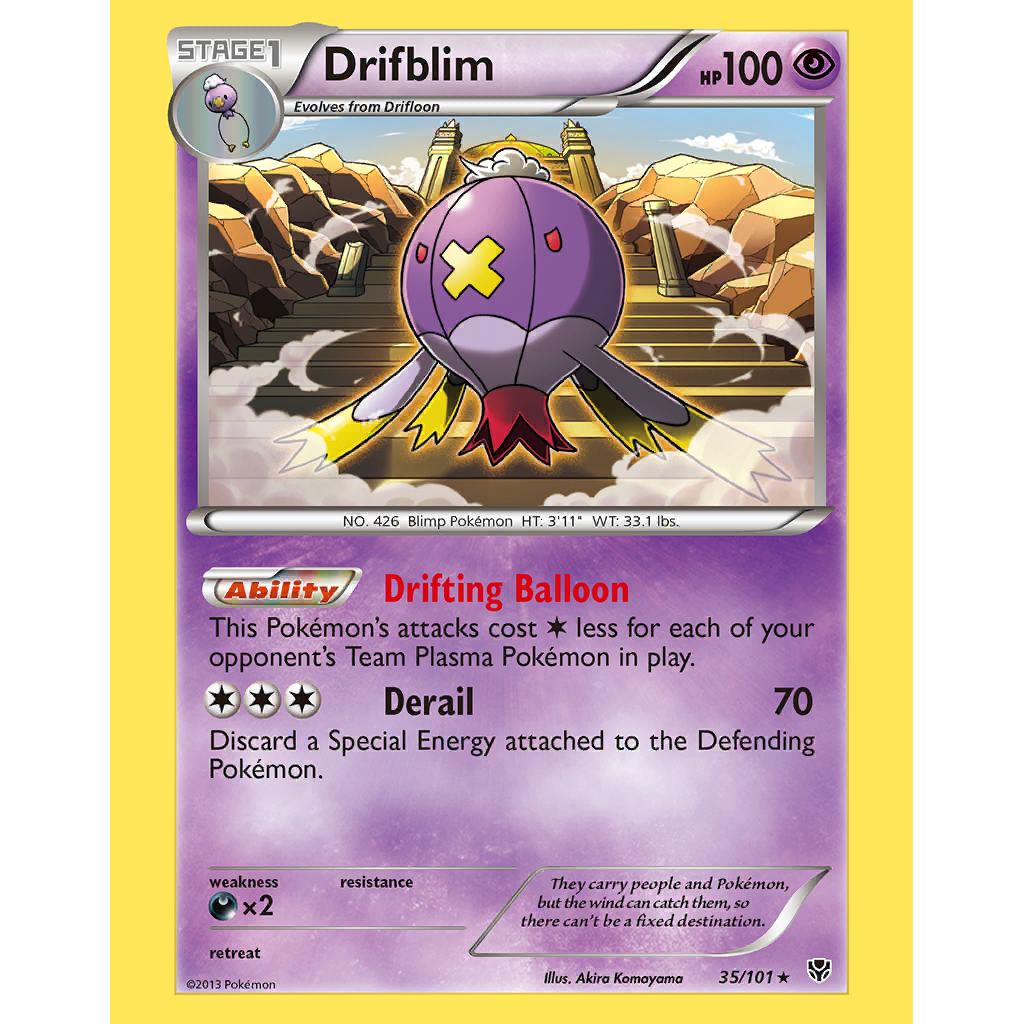 STAGE1
Drifblim
HP100
Evolves from Drifloon
NO. 426 Blimp Pokémon HT: 3'11" WT: 33.1 lbs.
Ability Drifting Balloon
This Pokémon's attacks cost less for each of your
opponent's Team Plasma Pokémon in play.
Derail 70
Discard a Special Energy attached to the Defending
Pokémon.
weakness resistance
×2
They carry people and Pokémon,
but the wind can catch them, so
there can't be a fixed destination.
retreat
©2013 Pokémon
Illus. Akira Komayama 35/101 ★